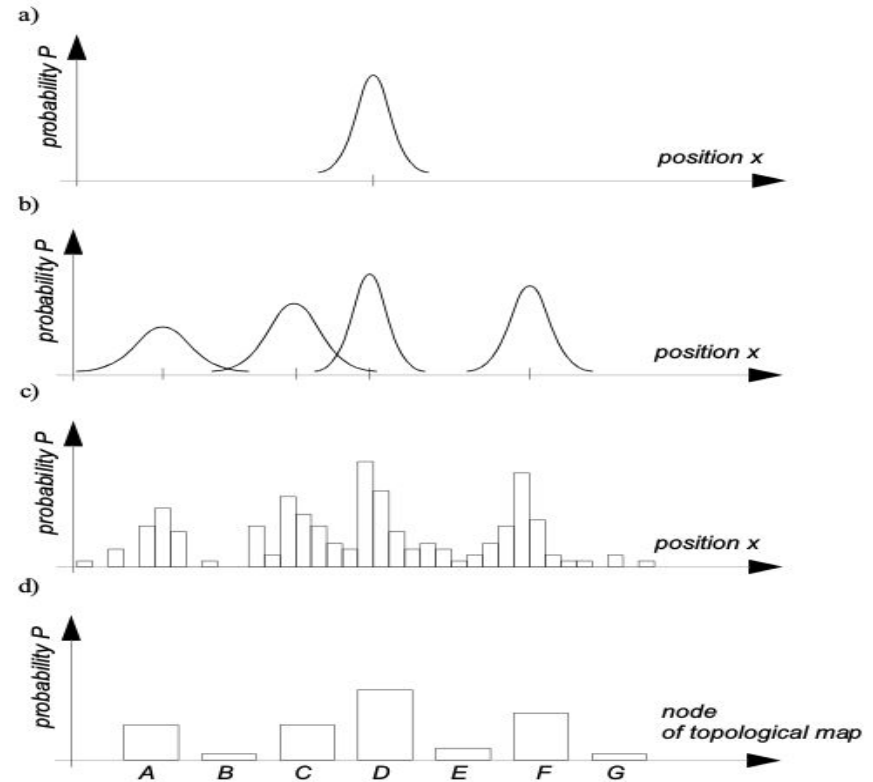 a)
probability P
position x
b)
probability P
position x
c)
probability P
position x
d)
probability P
node
of topological map
A B C D E F G